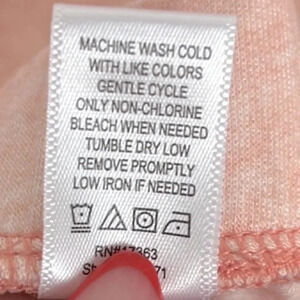 MACHINE WASH COLD
WITH LIKE COLORS
GENTLE CYCLE
ONLY NON-CHLORINE
BLEACH WHEN NEEDED
TUMBLE DRY LOW
REMOVE PROMPTLY
LOW IRON IF NEEDED